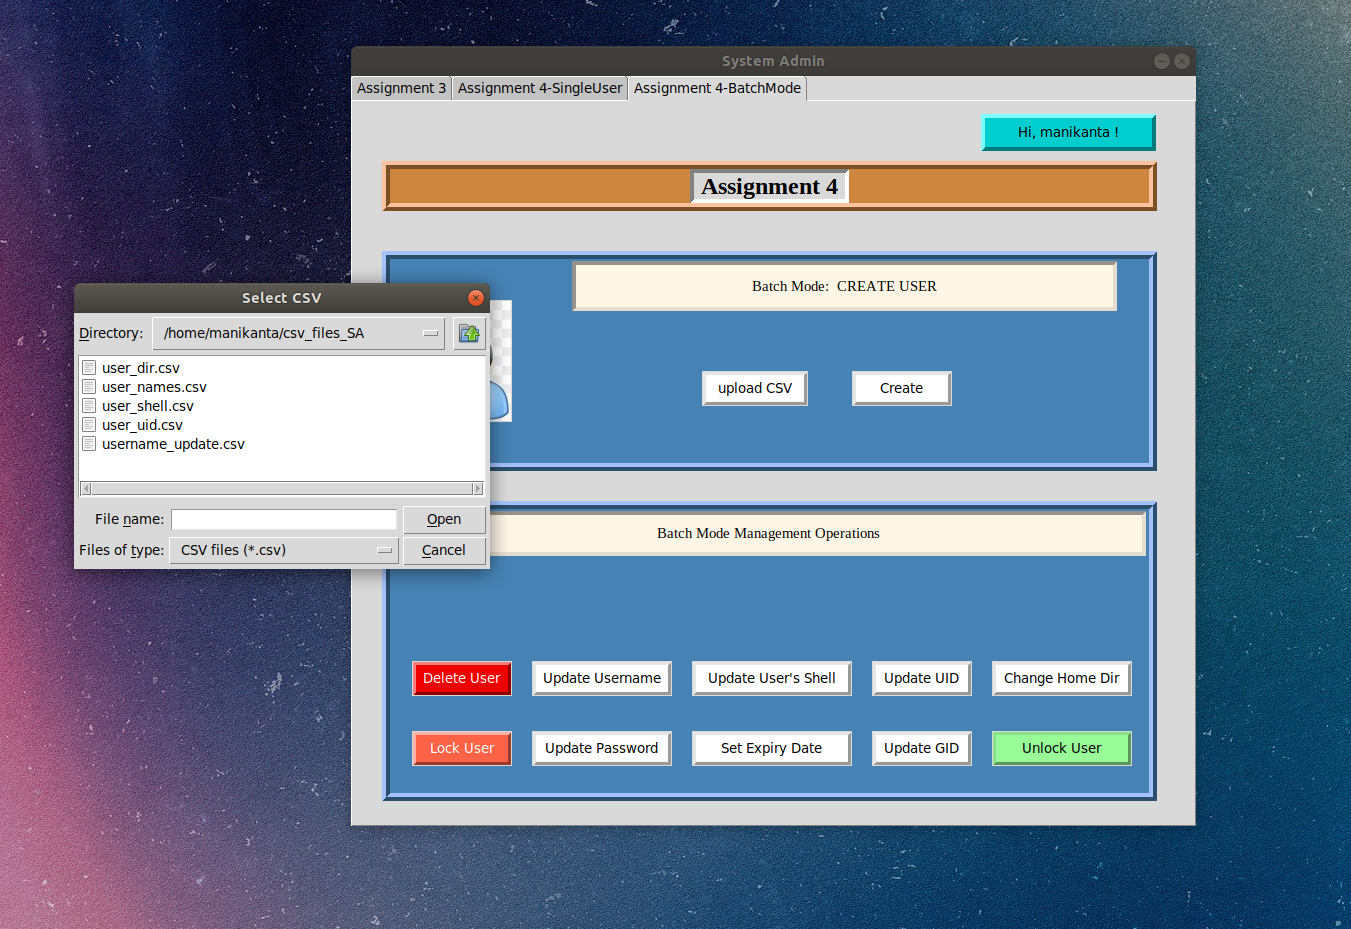 System Admin
Assignment 3 Assignment 4-SingleUser Assignment 4-BatchMode
Hi, manikanta !
Assignment 4
Batch Mode: CREATE USER
upload CSV Create
Select CSV
Directory: /home/manikanta/csv_files_SA
user_dir.csv
user_names.csv
user_shell.csv
user_uid.csv
username_update.csv
File name: Open
Files of type: CSV files (*.csv) Cancel
Batch Mode Management Operations
Delete User Update Username Update User's Shell Update UID Change Home Dir
Lock User Update Password Set Expiry Date Update GID Unlock User